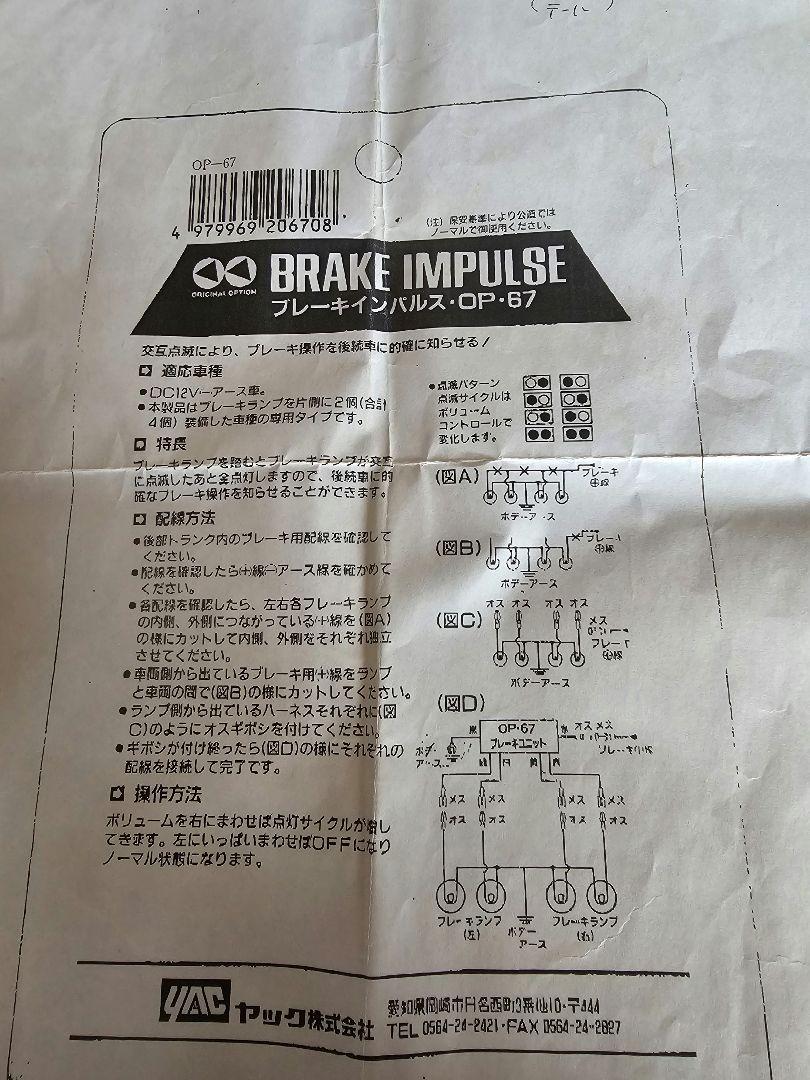 (テール)
OP-67
4 979969 206708
(注) 保安基準により公道では
ノーマルで御使用ください。
ORIGINAL OPTION
BRAKE IMPULSE
ブレーキインパルス・OP・67
交互点滅により、ブレーキ操作を後続車に的確に知らせる!
適応車種
●DC12V⊖アース車。
●本製品はブレーキランプを片側に2個(合計
4個)装備した車種の専用タイプです。
●点滅パターン
点滅サイクルは
ボリューム
コントロールで
変化します。
特長
ブレーキランプを踏むとブレーキランプが交互
に点滅したあと全点灯しますので、後続車に的
確なブレーキ操作を知らせることができます。
配線方法
●後部トランク内のブレーキ用配線を確認して
ください。
●配線を確認したら⊕線⊖アース線を確かめて
ください。
●各配線を確認したら、左右各ブレーキランプ
の内側、外側につながっている⊕線を(図A)
の様にカットして内側、外側をそれぞれ独立
させてください。
●車両側から出ているブレーキ用⊕線をランプ
と車両の間で(図B)の様にカットしてください。
●ランプ側から出ているハーネスそれぞれに(図
C)のようにオスギボシを付けてください。
●ギボシが付け終ったら(図D)の様にそれぞれの
配線を接続して完了です。
操作方法
ボリュームを右にまわせば点灯サイクルが
てきます。左にいっぱいまわせばOFFになり
ノーマル状態になります。
(図A)
ブレーキ
⊕線
ボデーアース
(図B)
ブレーキ
⊕線
ボデーアース
(図C)
オス オス オス オス
メス
ブレーキ
⊕線
ボデーアース
(図D)
OP・67
ブレーキユニット
オス メス
ボデー
アース
メス メス メス メス
オス オス オス オス
ブレーキランプ
(左)
ボデー
アース
ブレーキランプ
(右)
YAC ヤック株式会社
愛知県岡崎市日名西町3番地10・〒444
TEL 0564-24-2421・FAX 0564-24-2827